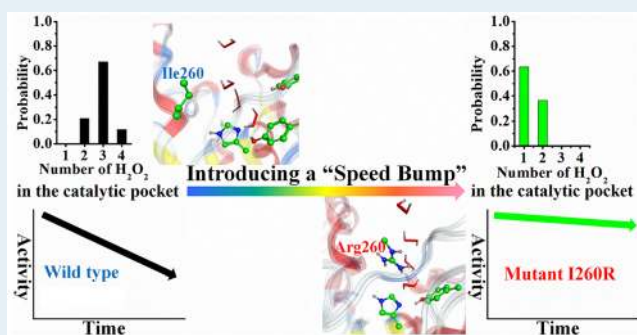 1.0
0.8
0.6
0.4
0.2
0.0
Probability
1 2 3 4
Number of H₂O₂
in the catalytic pocket
Ile260
1.0
0.8
0.6
0.4
0.2
0.0
Probability
1 2 3 4
Number of H₂O₂
in the catalytic pocket
Introducing a “Speed Bump”
Activity
Wild type
Time
Arg260
Activity
Mutant I260R
Time